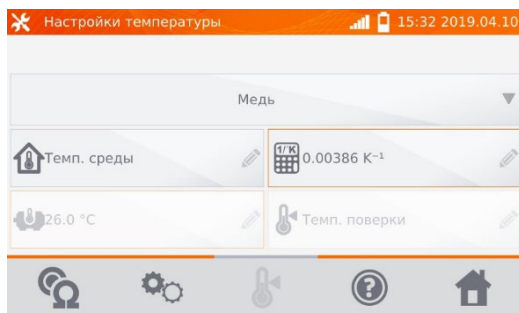 Настройки температуры 15:32 2019.04.10
Медь
Темп. среды 1/K 0.00386 K⁻¹
26.0 °C Темп. поверки